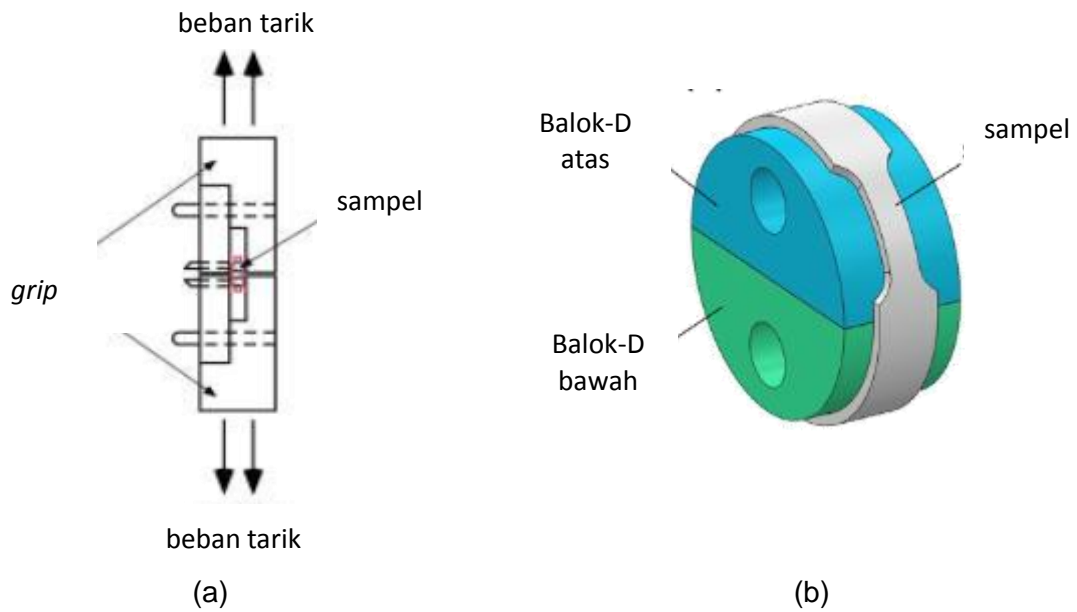 beban tarik
sampel
grip
beban tarik
(a)
Balok-D
atas
sampel
Balok-D
bawah
(b)